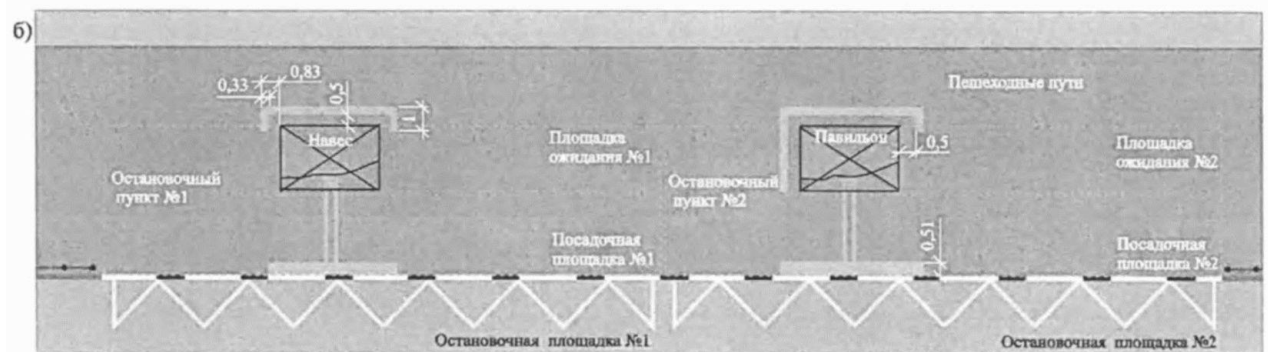 б)
0,33
0,83
0,5
1
Навес
Остановочный
пункт №1
Площадка
ожидания №1
Посадочная
площадка №1
Остановочная площадка №1
Пешеходные пути
Павильон
0,5
Остановочный
пункт №2
Площадка
ожидания №2
0,51
Посадочная
площадка №2
Остановочная площадка №2